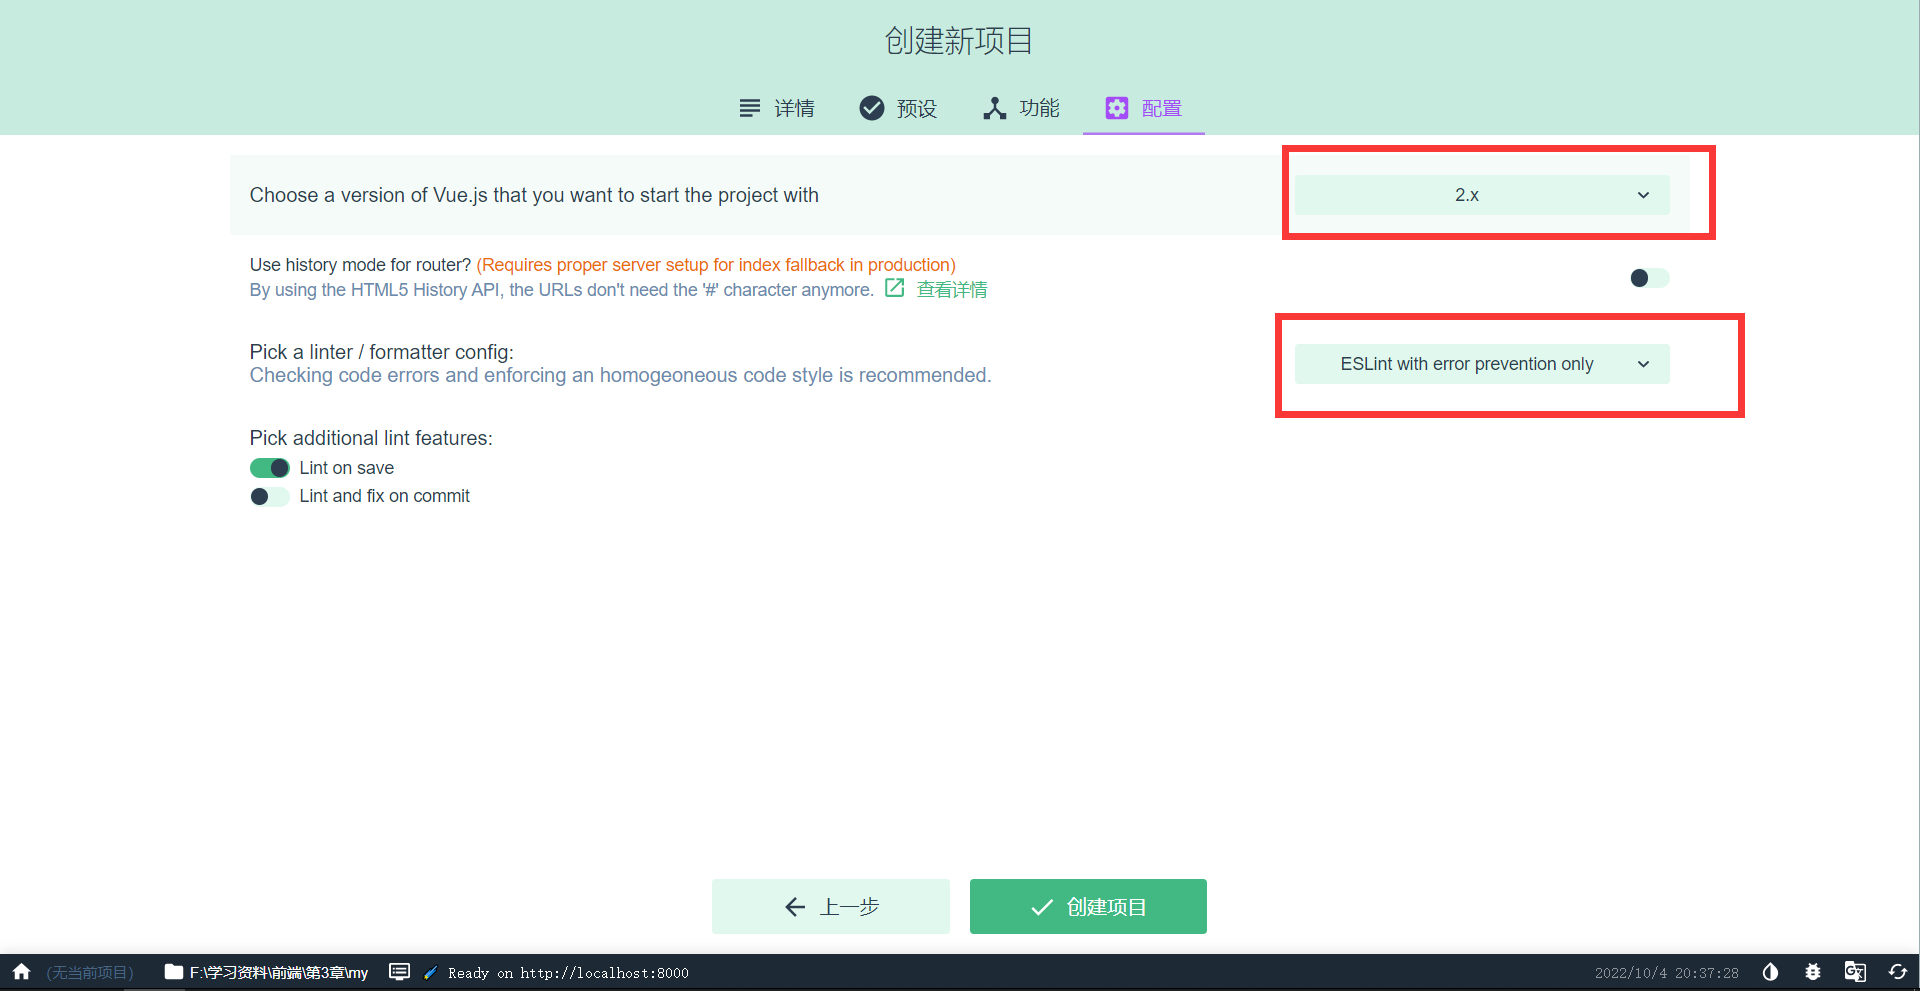 创建新项目
详情 预设 功能 配置
Choose a version of Vue.js that you want to start the project with 2.x
Use history mode for router? (Requires proper server setup for index fallback in production)
By using the HTML5 History API, the URLs don't need the '#' character anymore. 查看详情
Pick a linter / formatter config:
Checking code errors and enforcing an homogeoneous code style is recommended.
ESLint with error prevention only
Pick additional lint features:
Lint on save
Lint and fix on commit
上一步 创建项目
(无当前项目) F:\学习资料\前端\第3章\my Ready on http://localhost:8000 2022/10/4 20:37:28